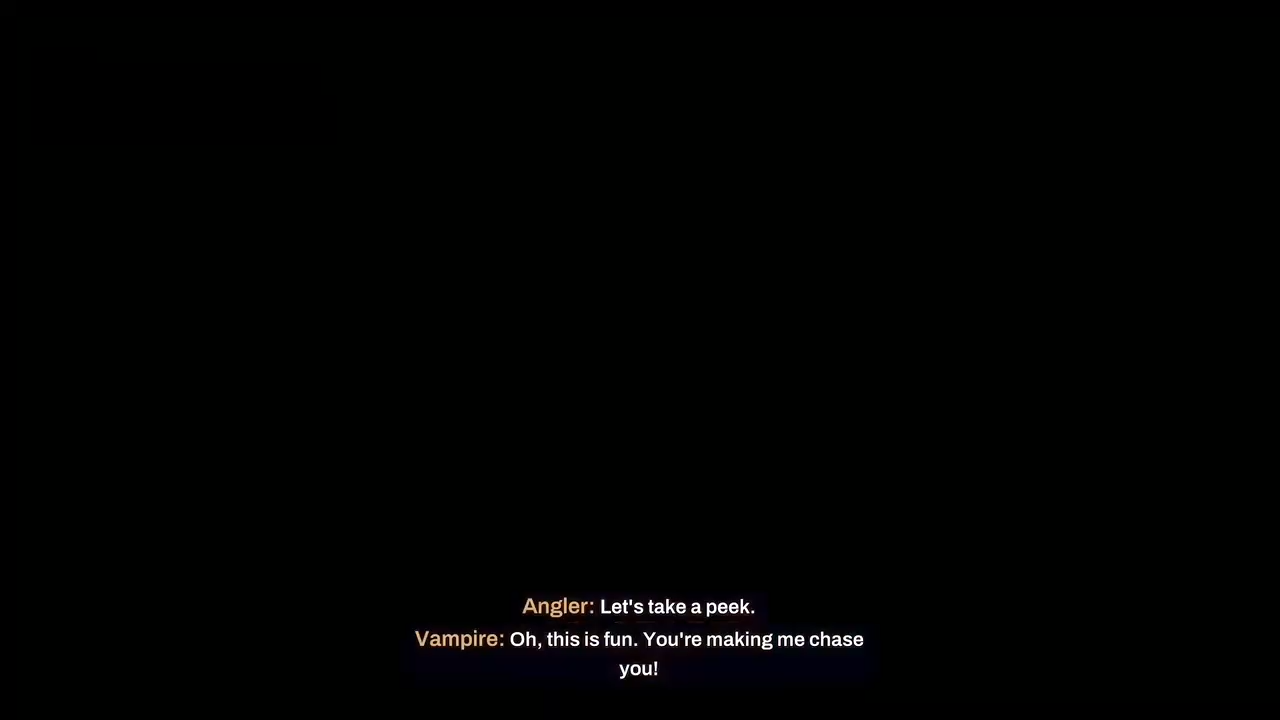 Angler: Let's take a peek.
Vampire: Oh, this is fun. You're making me chase
you!